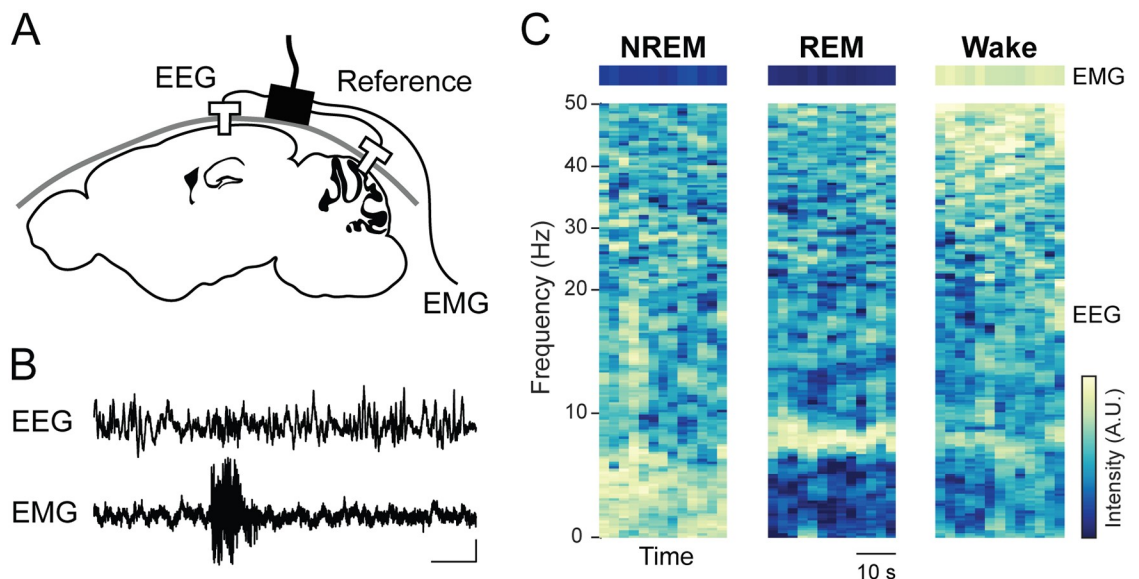 A
EEG
Reference
EMG
B
EEG
EMG
C
NREM
REM
Wake
EMG
50
40
30
20
10
0
Frequency (Hz)
EEG
Intensity (A.U.)
Time
10 s